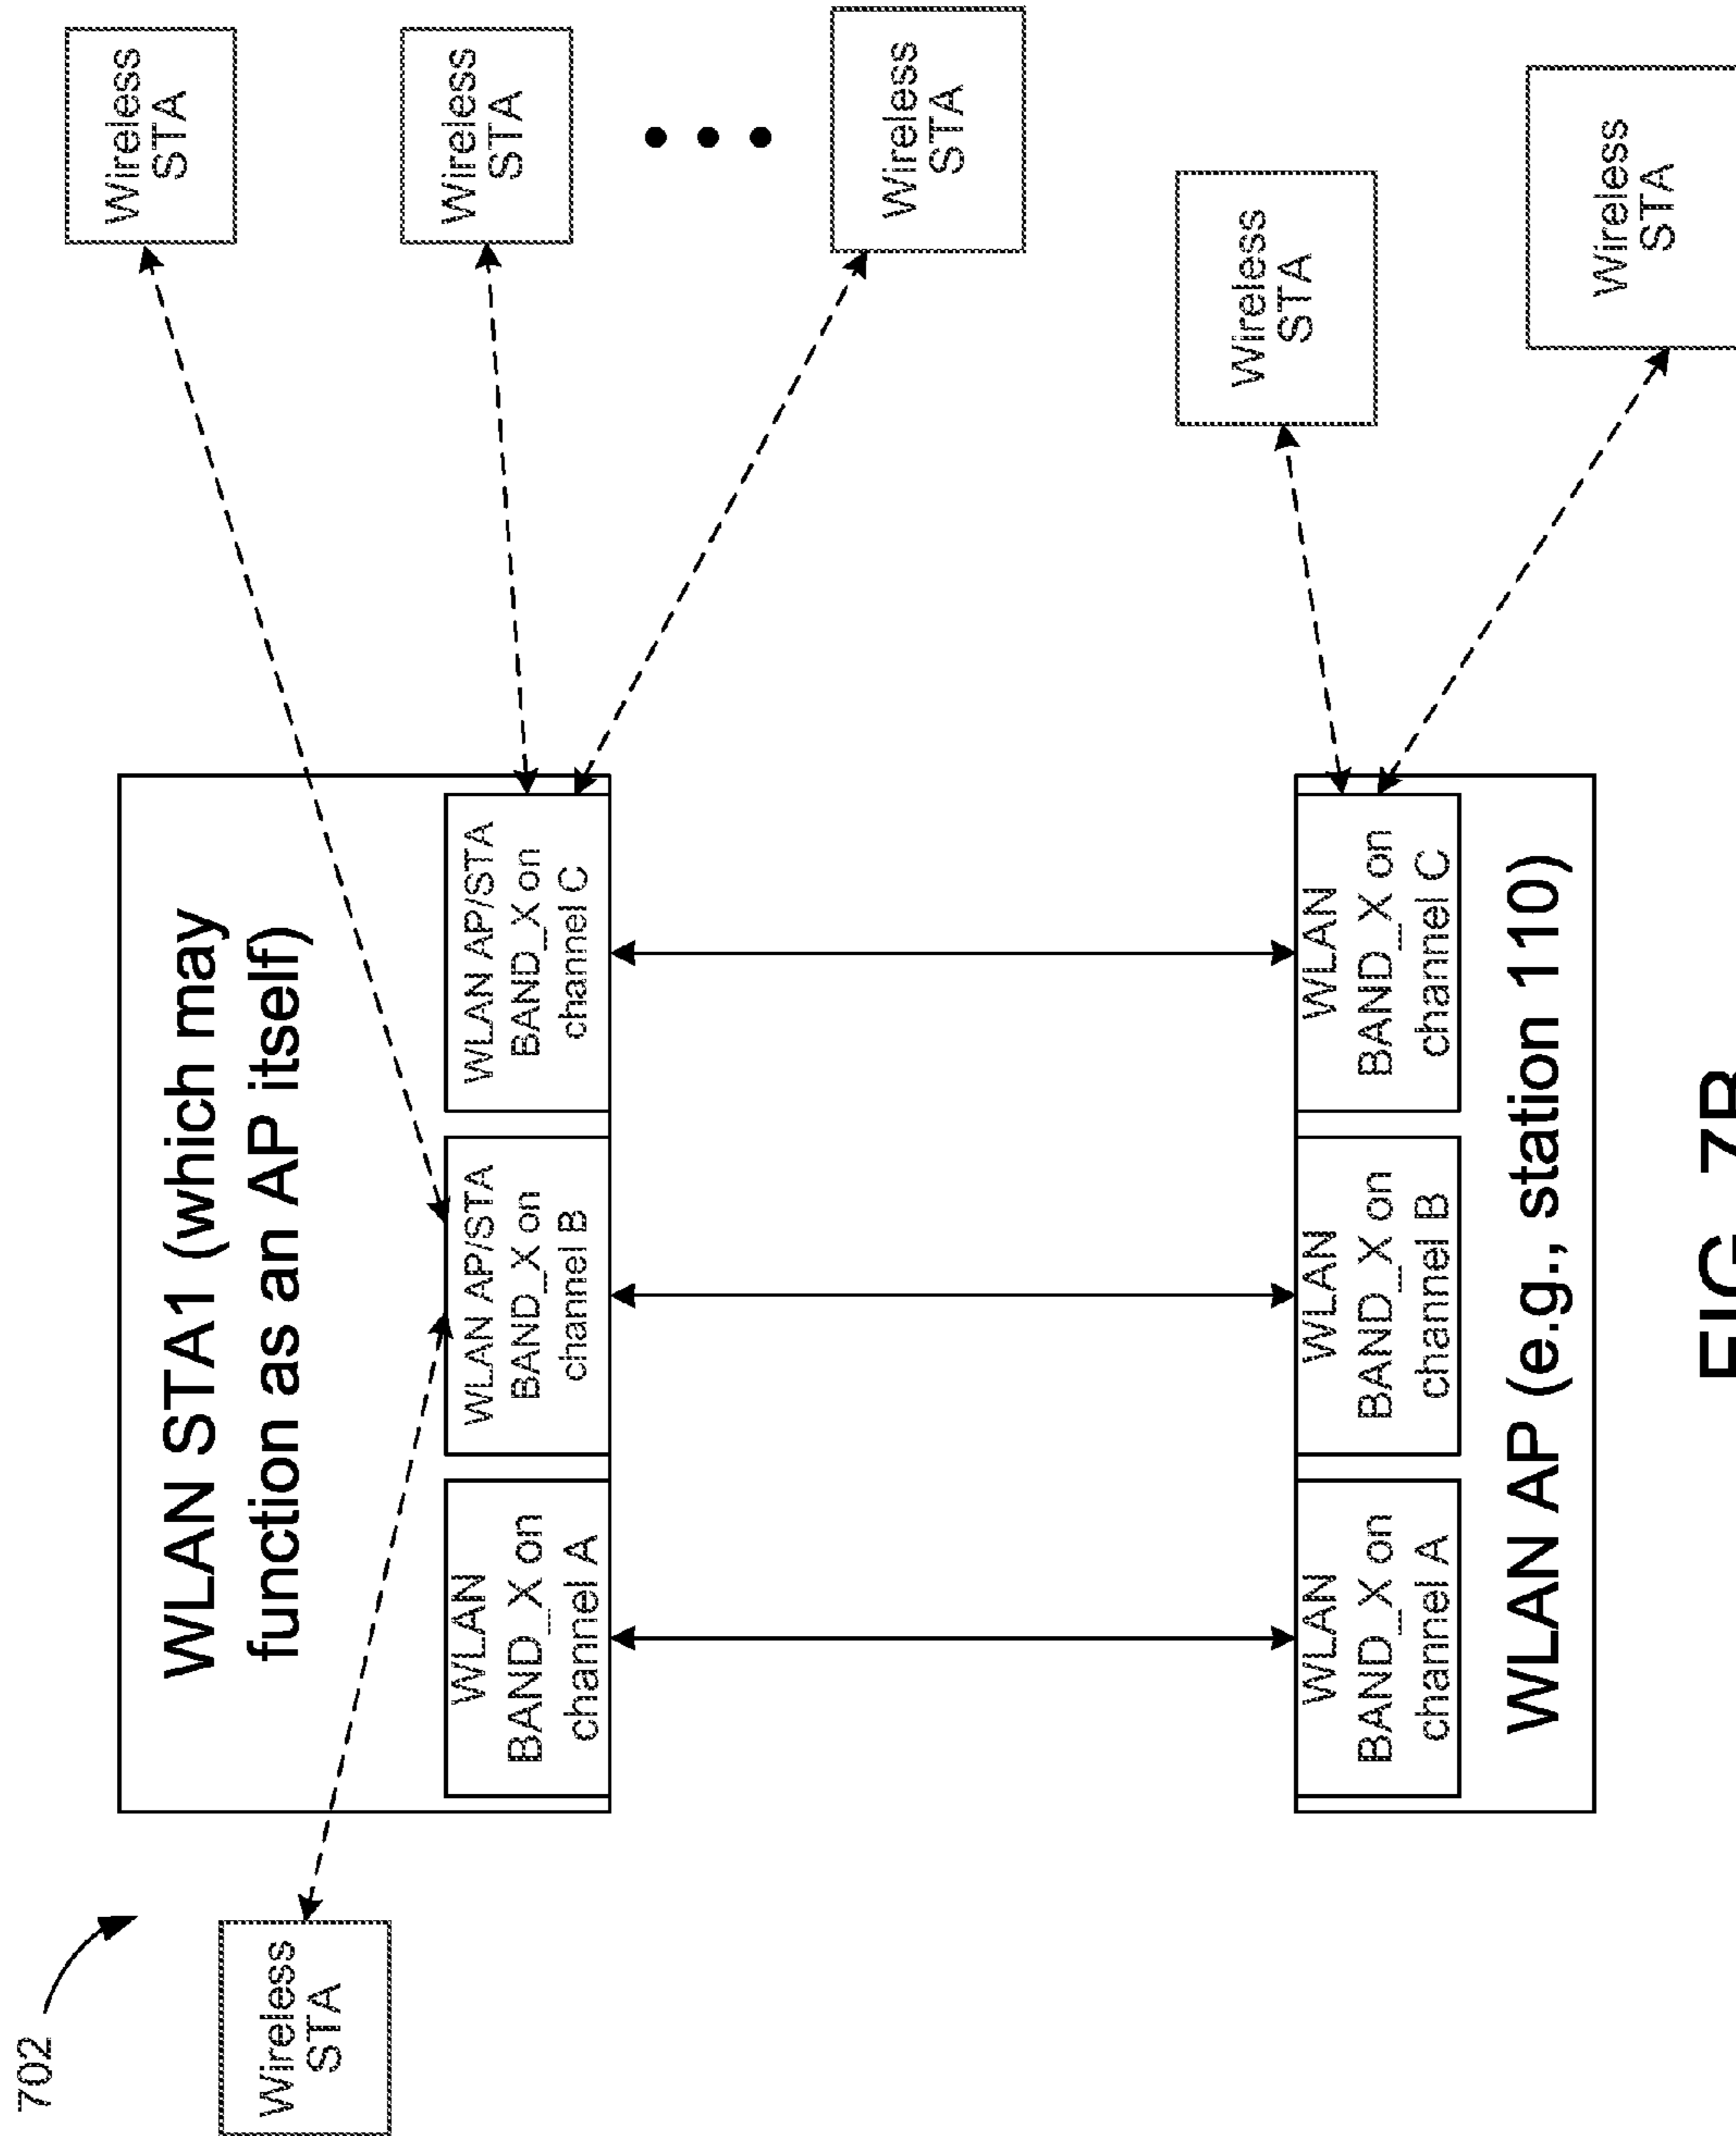 702
Wireless
STA
WLAN STA1 (which may
function as an AP itself)
Wireless
STA
Wireless
STA
WLAN
BAND_X on
channel A
WLAN AP/STA
BAND_X on
channel B
WLAN AP/STA
BAND_X on
channel C
Wireless
STA
Wireless
STA
WLAN
BAND_X on
channel A
WLAN
BAND_X on
channel B
WLAN
BAND_X on
channel C
WLAN AP (e.g., station 110)
Wireless
STA
FIG. 7B